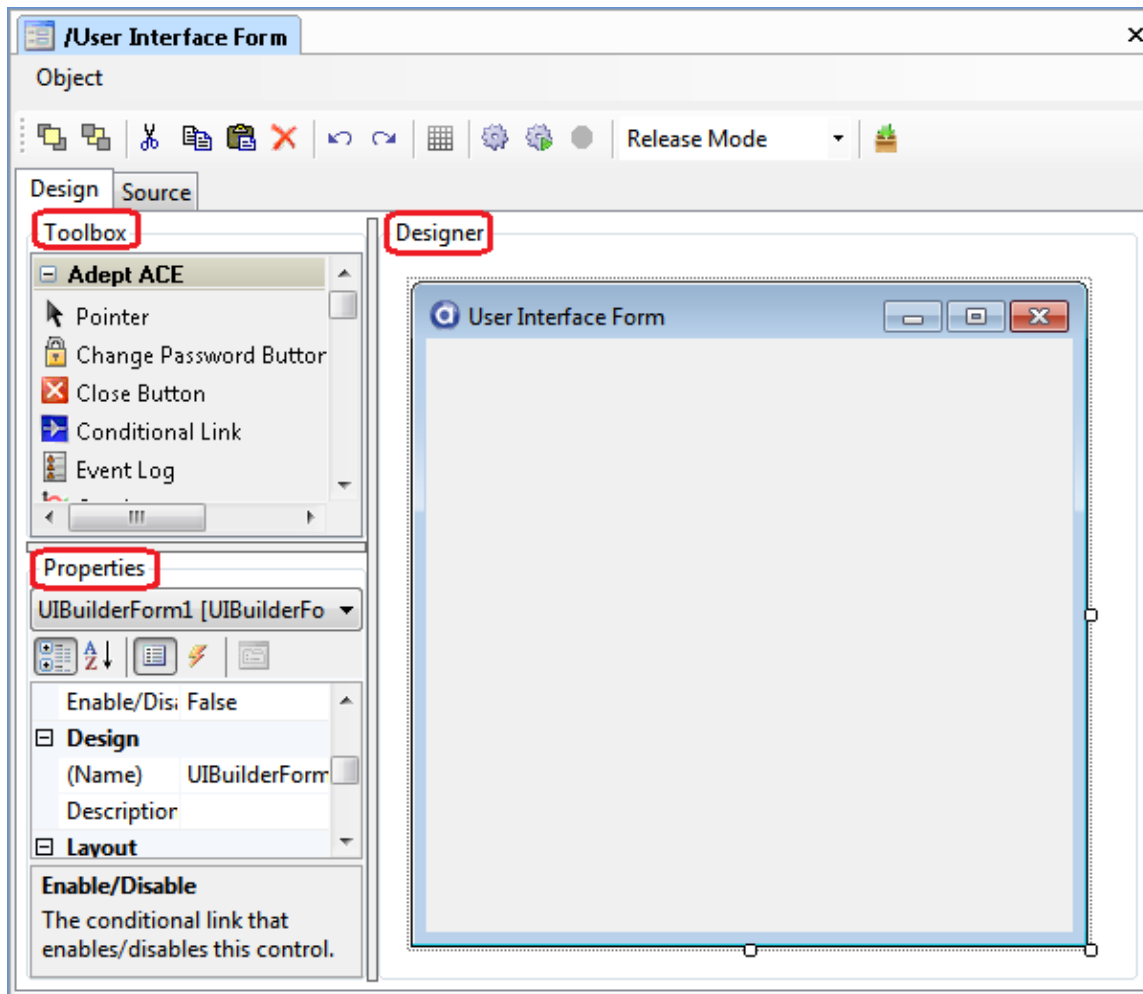 /User Interface Form
Object
Release Mode
Design
Source
Toolbox
Designer
Adept ACE
Pointer
Change Password Buttor
Close Button
Conditional Link
Event Log
User Interface Form
Properties
UIBuilderForm1 [UIBuilderFo
Enable/Disa False
Design
(Name) UIBuilderForm
Description
Layout
Enable/Disable
The conditional link that
enables/disables this control.